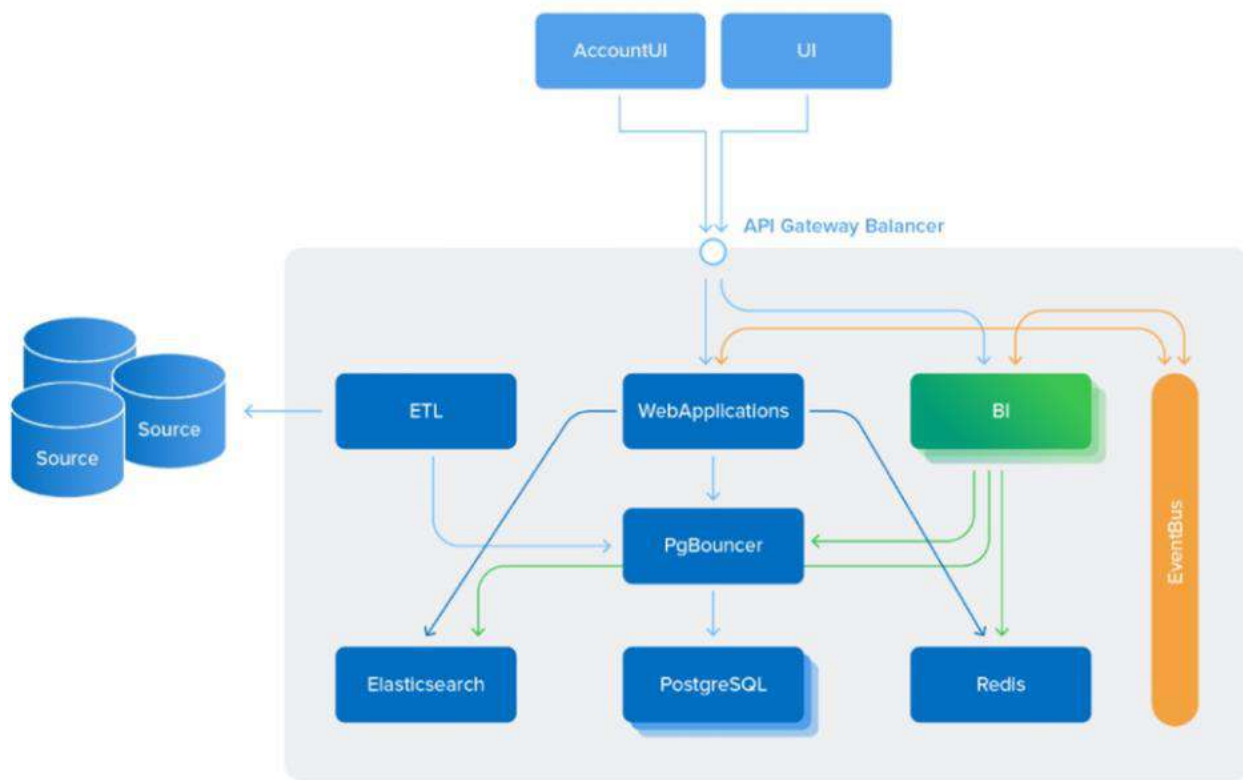 AccountUI
UI
API Gateway Balancer
Source
Source
ETL
WebApplications
BI
PgBouncer
EventBus
Elasticsearch
PostgreSQL
Redis